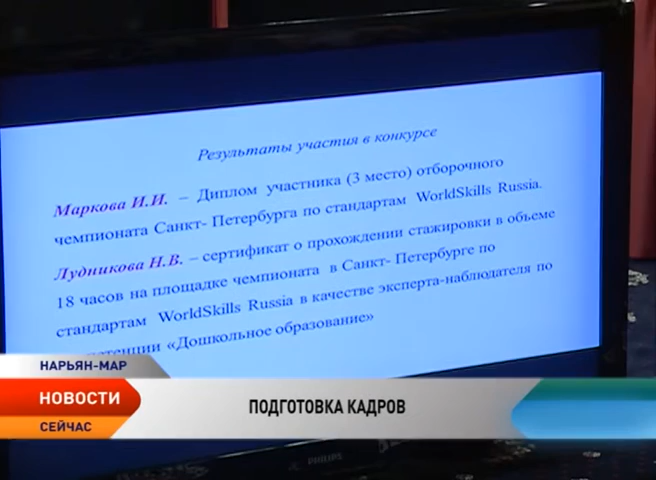 Результаты участия в конкурсе
Маркова И.И. – Диплом участника (3 место) отборочного
чемпионата Санкт- Петербурга по стандартам WorldSkills Russia.
Лудникова Н.В. – сертификат о прохождении стажировки в объеме
18 часов на площадке чемпионата в Санкт- Петербурге по
стандартам WorldSkills Russia в качестве эксперта-наблюдателя по
«Дошкольное образование»
НАРЬЯН-МАР
НОВОСТИ
ПОДГОТОВКА КАДРОВ
СЕЙЧАС
PHILIPS